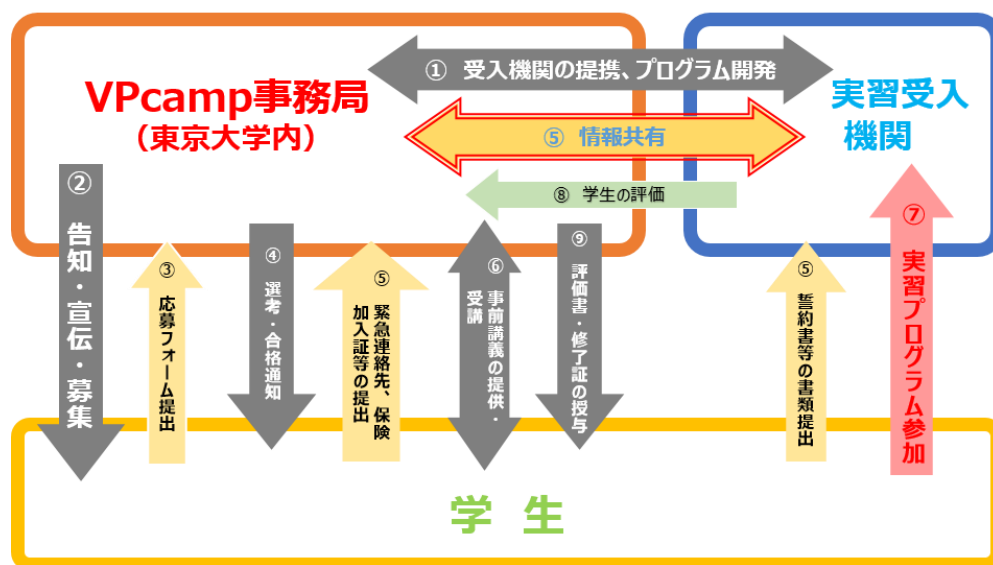 ① 受入機関の提携、プログラム開発
VPcamp事務局
（東京大学内）
実習受入
機関
⑤ 情報共有
⑧ 学生の評価
② 告知・宣伝・募集
③ 応募フォーム提出
④ 選考・合格通知
⑤ 緊急連絡先、保険
加入証等の提出
⑥ 事前講義の提供・
受講
⑨ 評価書・修了証の授与
⑤ 誓約書等の書類提出
⑦ 実習プログラム参加
学 生